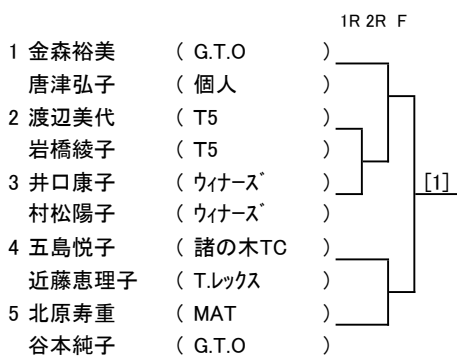 1R 2R F
1 金森裕美 ( G.T.O )
唐津弘子 ( 個人 )
2 渡辺美代 ( T5 )
岩橋綾子 ( T5 )
3 井口康子 ( ウィナーズ )
[1]
村松陽子 ( ウィナーズ )
4 五島悦子 ( 諸の木TC )
近藤恵理子 ( T.レックス )
5 北原寿重 ( MAT )
谷本純子 ( G.T.O )